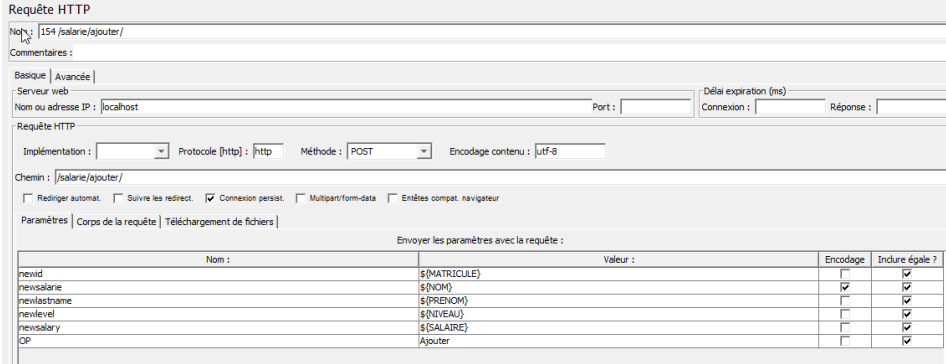 Requête HTTP
Nom : 154 /salarie/ajouter/
Commentaires :
Basique Avancée
Serveur web Délai expiration (ms)
Nom ou adresse IP : localhost Port : Connexion : Réponse :
Requête HTTP
Implémentation : Protocole [http] : http Méthode : POST Encodage contenu : utf-8
Chemin : /salarie/ajouter/
Rediriger automat. Suivre les redirect. Connexion persist. Multipart/form-data Entêtes compat. navigateur
Paramètres Corps de la requête Téléchargement de fichiers
Envoyer les paramètres avec la requête :
Nom : Valeur : Encodage Inclure égale ?
newid ${MATRICULE}
newsalarie ${NOM}
newlastname ${PRENOM}
newlevel ${NIVEAU}
newsalary ${SALAIRE}
OP Ajouter